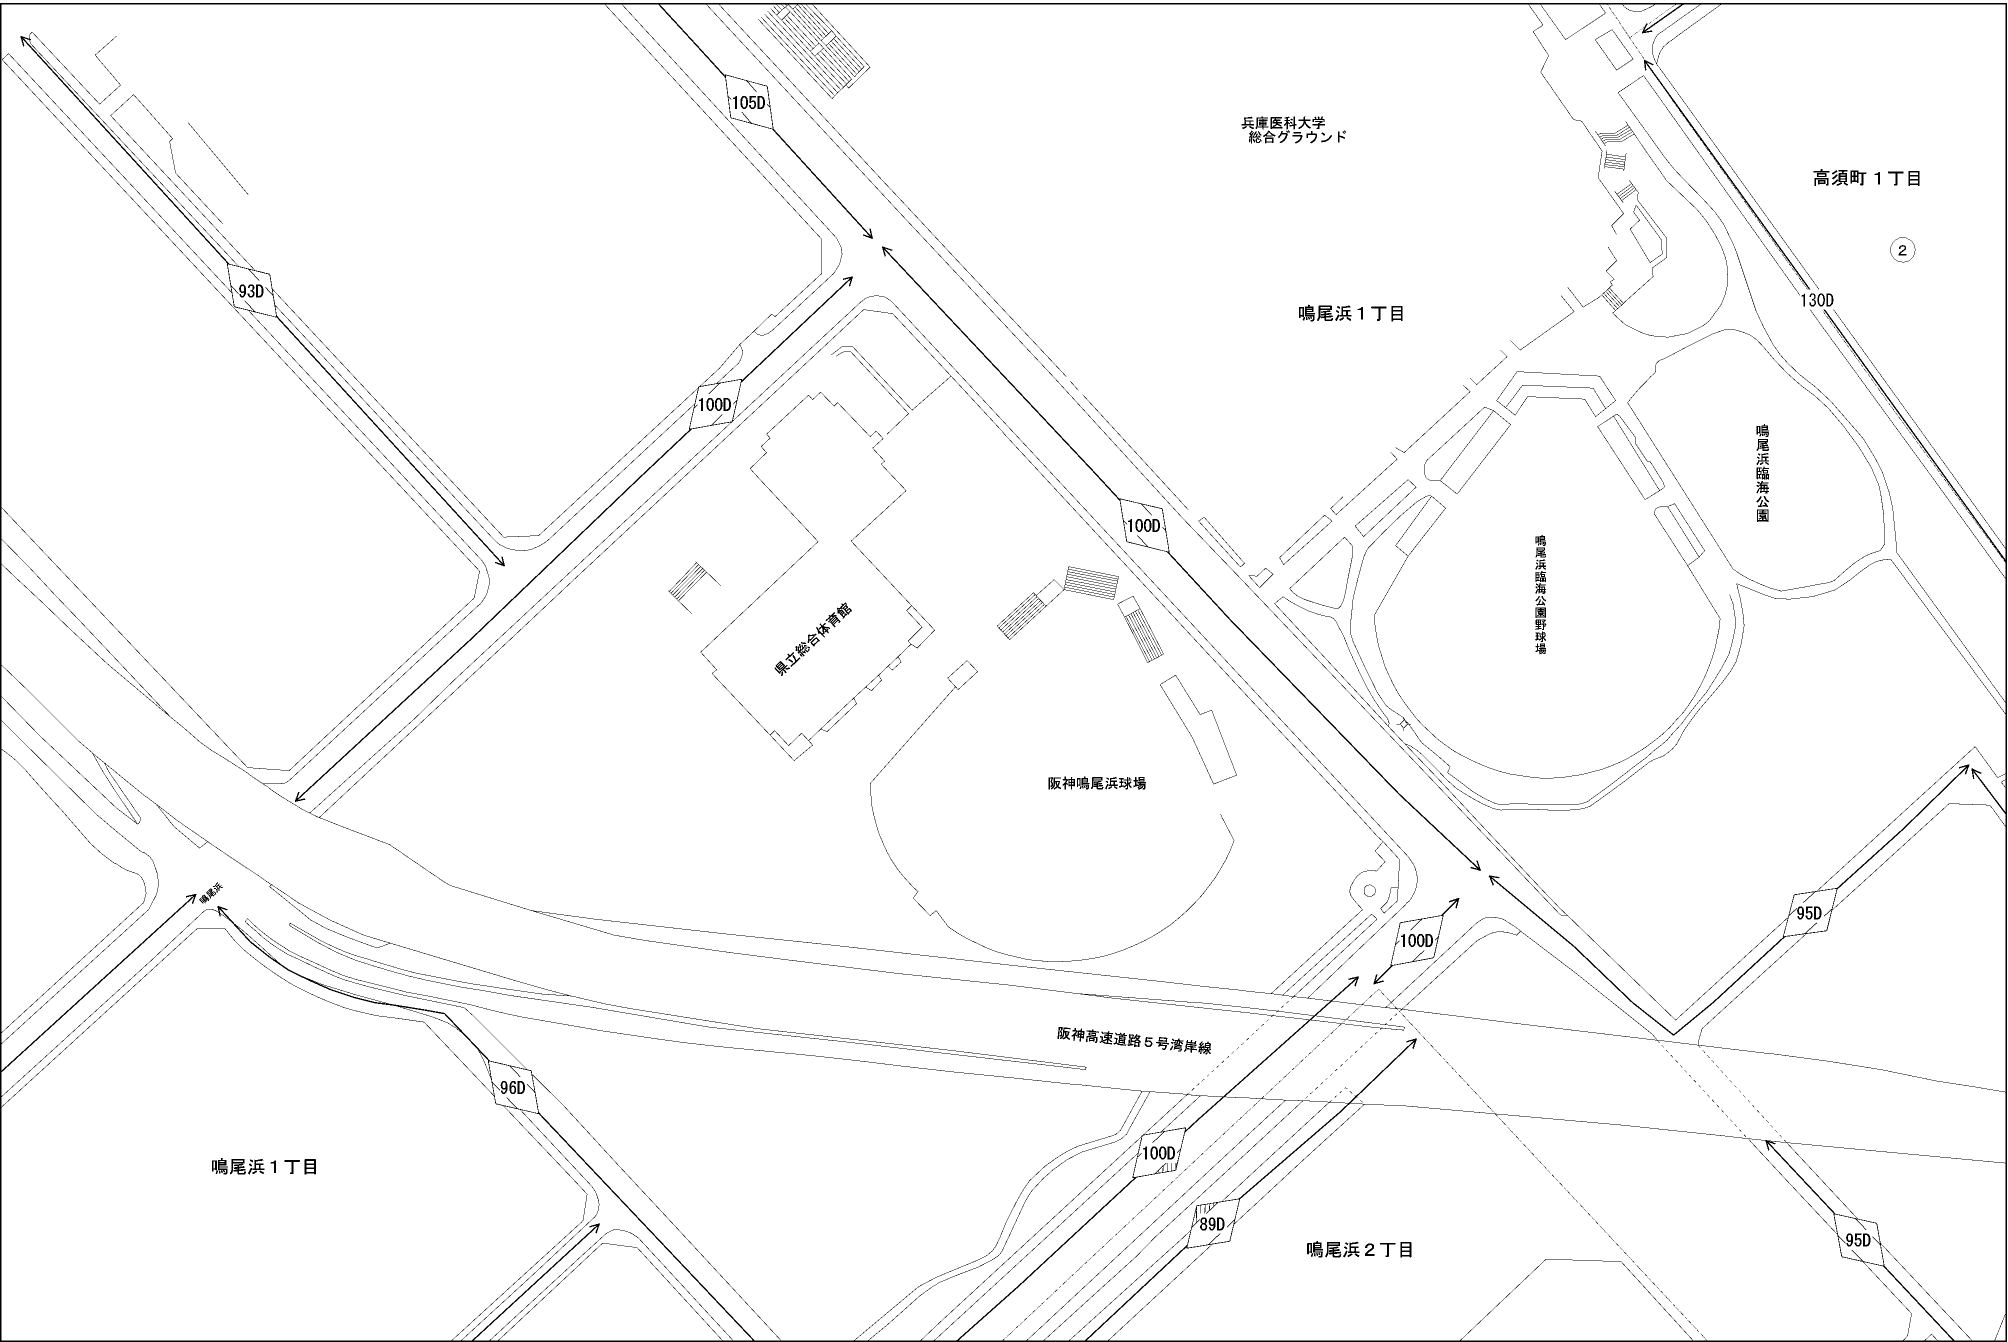 105D
兵庫医科大学
総合グラウンド
高須町１丁目
2
93D
130D
鳴尾浜１丁目
100D
鳴尾浜臨海公園
100D
鳴尾浜臨海公園野球場
県立総合体育館
阪神鳴尾浜球場
鳴尾浜
95D
100D
阪神高速道路５号湾岸線
96D
100D
鳴尾浜１丁目
89D
鳴尾浜２丁目
95D